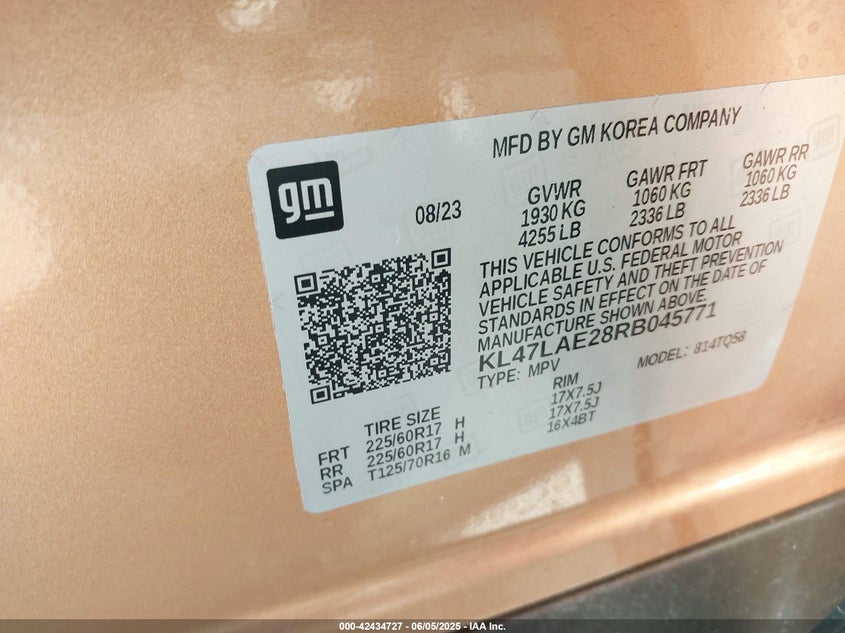 MFD BY GM KOREA COMPANY
gm
08/23
GVWR GAWR FRT GAWR RR
1930 KG 1060 KG 1060 KG
4255 LB 2336 LB 2336 LB
THIS VEHICLE CONFORMS TO ALL
APPLICABLE U.S. FEDERAL MOTOR
VEHICLE SAFETY AND THEFT PREVENTION
STANDARDS IN EFFECT ON THE DATE OF
MANUFACTURE SHOWN ABOVE.
KL47LAE28RB045771
TYPE: MPV MODEL: 814TQ58
TIRE SIZE RIM
FRT 225/60R17 H 17X7.5J
RR 225/60R17 H 17X7.5J
SPA T125/70R16 M 16X4BT
000-42434727 - 06/05/2025 - IAA Inc.